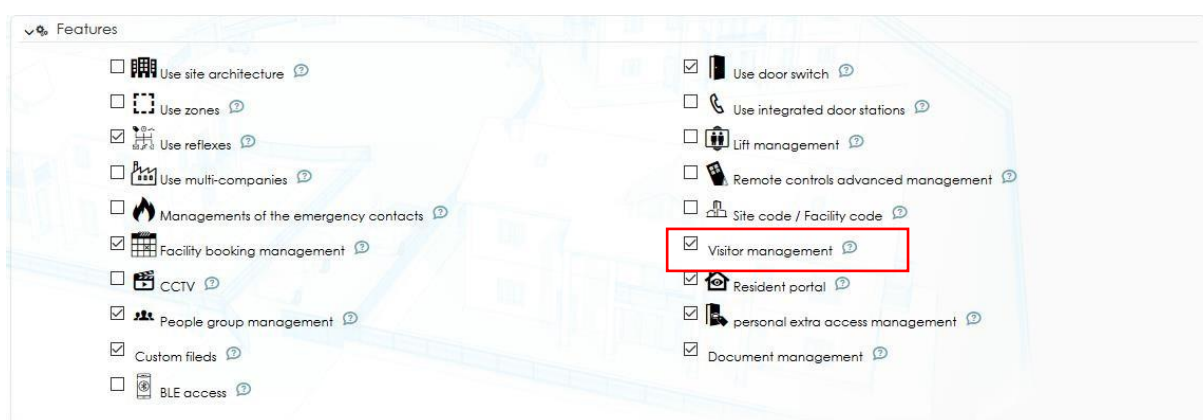 Features
Use site architecture
Use zones
Use reflexes
Use multi-companies
Managements of the emergency contacts
Facility booking management
CCTV
People group management
Custom fileds
BLE access
Use door switch
Use integrated door stations
Lift management
Remote controls advanced management
Site code / Facility code
Visitor management
Resident portal
personal extra access management
Document management